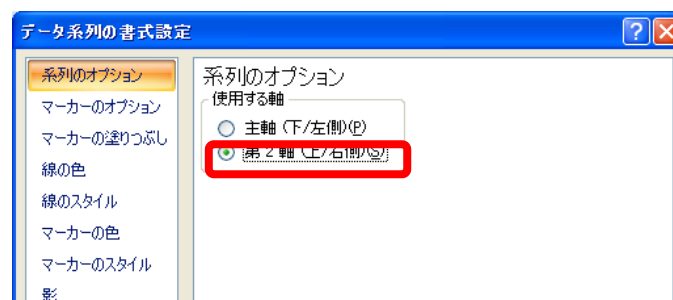 データ系列の書式設定
系列のオプション
マーカーのオプション
マーカーの塗りつぶし
線の色
線のスタイル
マーカーの色
マーカーのスタイル
影
系列のオプション
使用する軸
主軸 (下/左側)(P)
第 2 軸 (上/右側)(S)